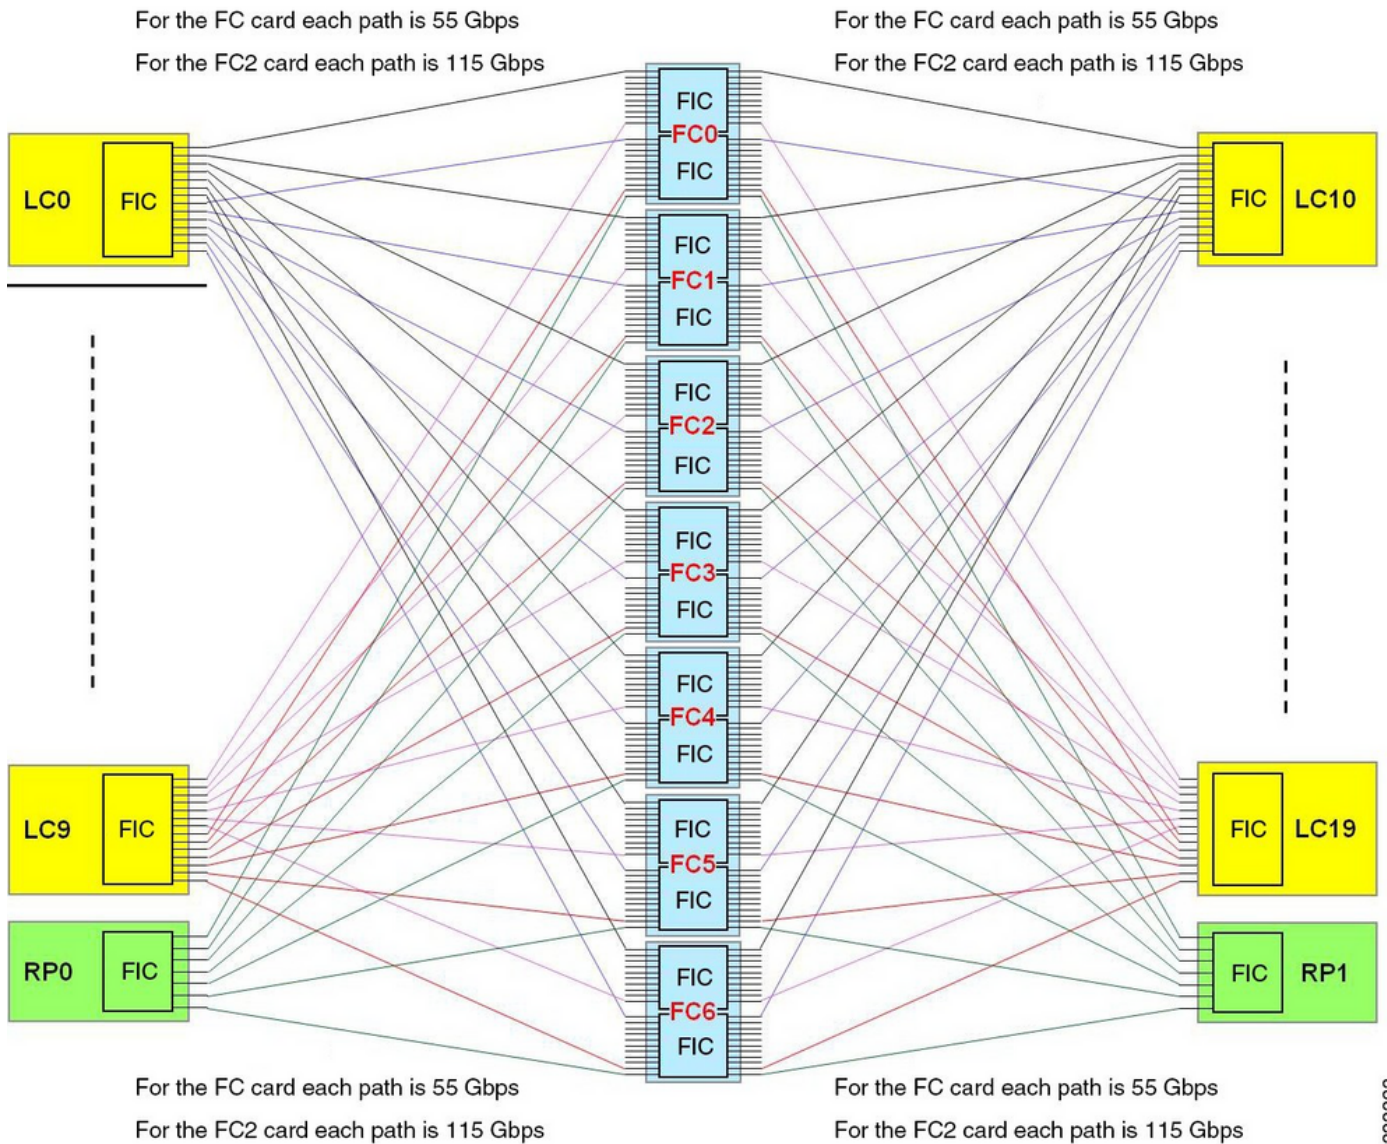 For the FC card each path is 55 Gbps
For the FC2 card each path is 115 Gbps
For the FC card each path is 55 Gbps
For the FC2 card each path is 115 Gbps
LC0
FIC
FIC
FC0
FIC
FIC
LC10
FIC
FC1
FIC
FIC
FC2
FIC
FIC
FC3
FIC
FIC
FC4
FIC
LC9
FIC
FIC
FC5
FIC
FIC
LC19
RP0
FIC
FIC
FC6
FIC
FIC
RP1
For the FC card each path is 55 Gbps
For the FC2 card each path is 115 Gbps
For the FC card each path is 55 Gbps
For the FC2 card each path is 115 Gbps